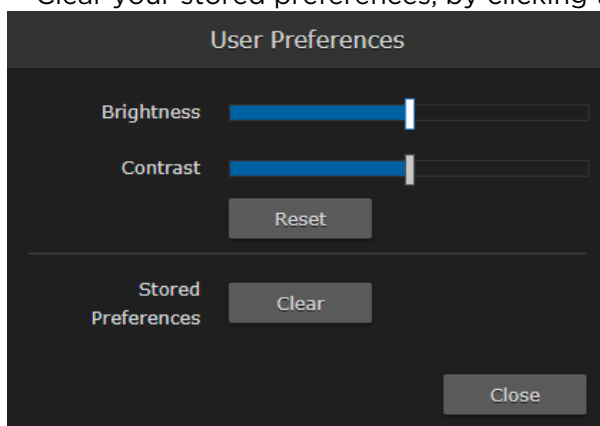 Clear your stored preferences, by clicking
User Preferences
Brightness
Contrast
Reset
Stored
Preferences
Clear
Close